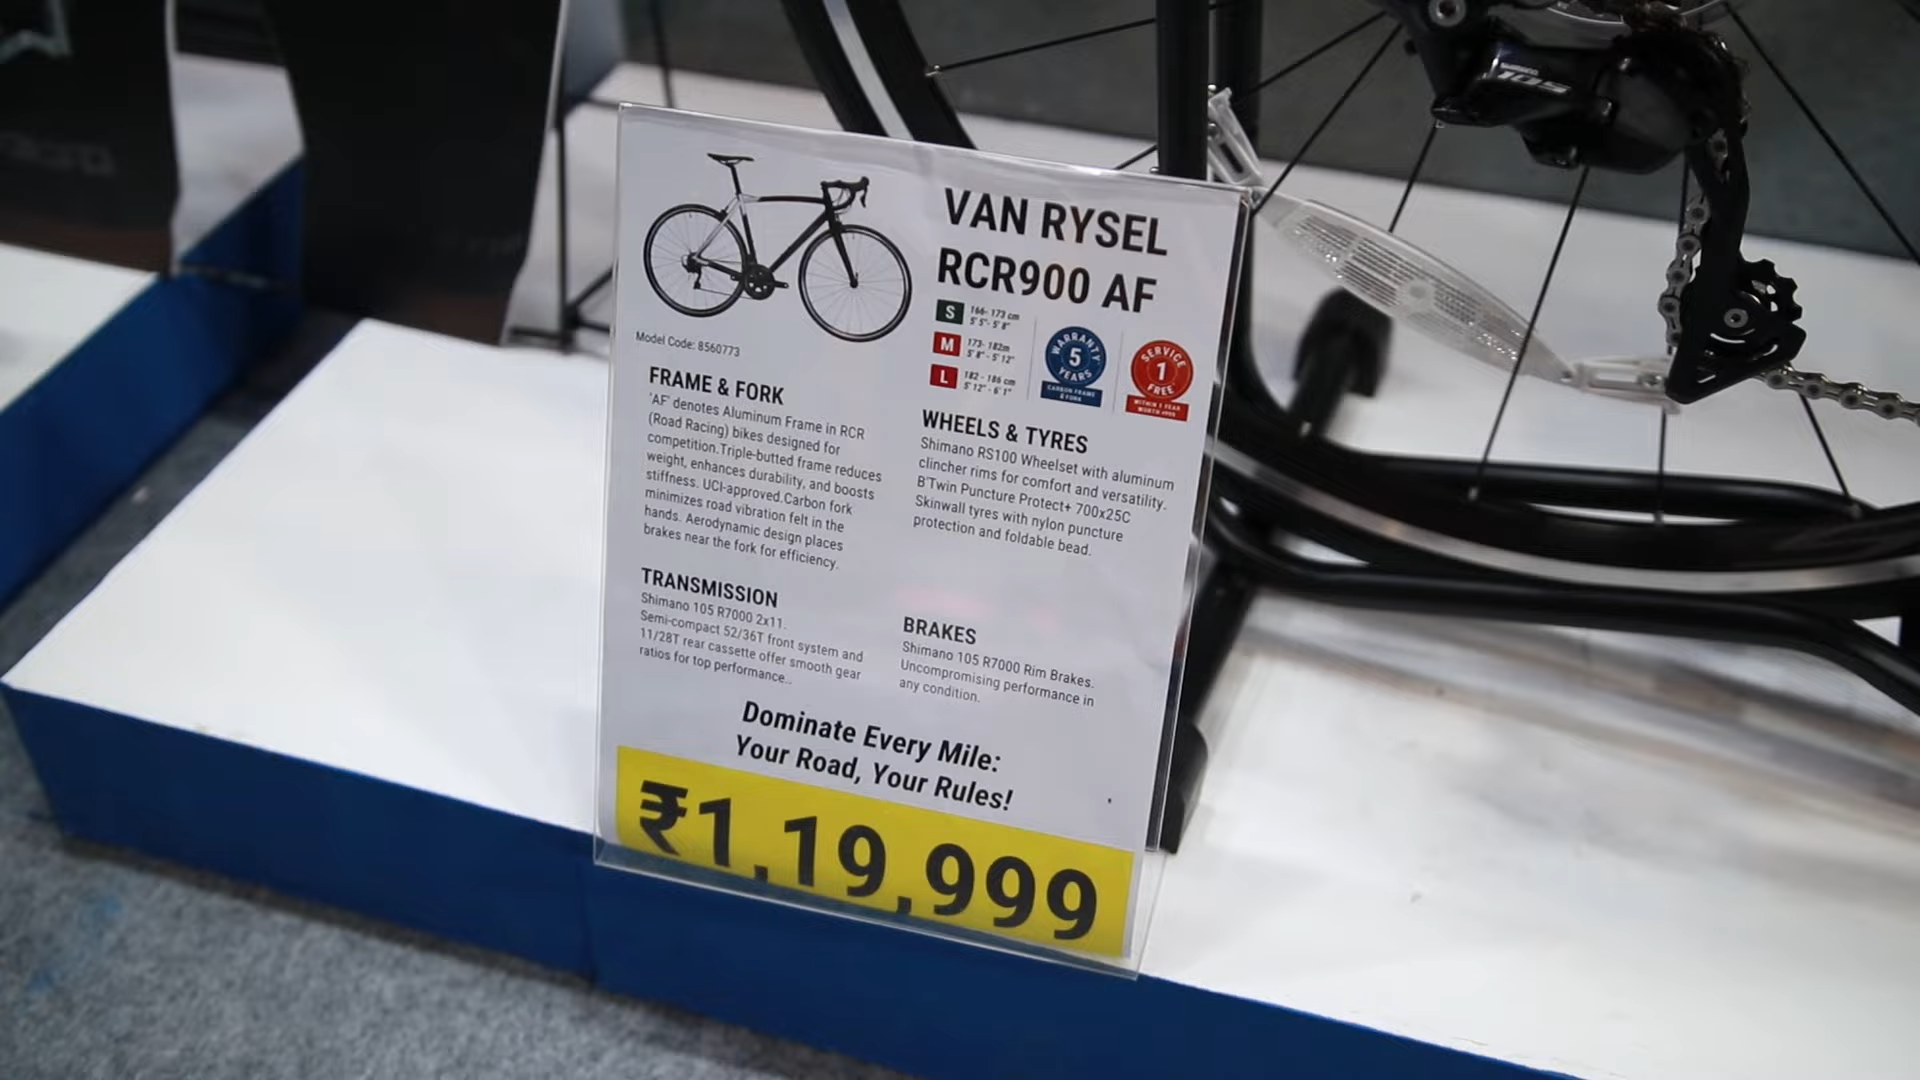 SHIMANO
105
VAN RYSEL
RCR900 AF
S 166- 173 cm
5' 5"- 5' 8"
M 173- 182m
5' 8" - 5' 12"
L 182 - 186 cm
5' 12" - 6' 1"
WARRANTY
5
YEARS
CARBON FRAME
& FORK
SERVICE
1
FREE
WITHIN 1 YEAR
Model Code: 8560773
FRAME & FORK
'AF' denotes Aluminum Frame in RCR
(Road Racing) bikes designed for
competition.Triple-butted frame reduces
weight, enhances durability, and boosts
stiffness. UCI-approved.Carbon fork
minimizes road vibration felt in the
hands. Aerodynamic design places
brakes near the fork for efficiency.
WHEELS & TYRES
Shimano RS100 Wheelset with aluminum
clincher rims for comfort and versatility.
B'Twin Puncture Protect+ 700x25C
Skinwall tyres with nylon puncture
protection and foldable bead.
TRANSMISSION
Shimano 105 R7000 2x11.
Semi-compact 52/36T front system and
11/28T rear cassette offer smooth gear
ratios for top performance..
BRAKES
Shimano 105 R7000 Rim Brakes.
Uncompromising performance in
any condition.
Dominate Every Mile:
Your Road, Your Rules!
₹1,19,999